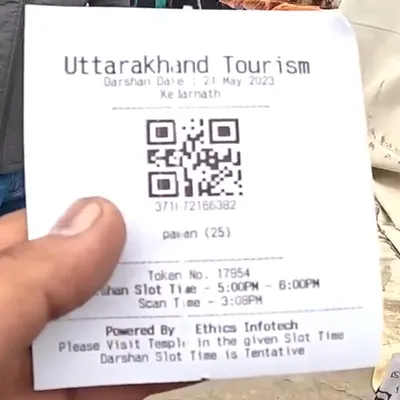 Uttarakhand Tourism
Darshan Date : 21 May 2023
Kedarnath
371072166382
pawan (25)
Token No. 17954
shan Slot Time - 5:00PM - 6:00PM
Scan Time - 3:08PM
Powered By Ethics Infotech
Please Visit Temple in the given Slot Time
Darshan Slot Time is Tentative